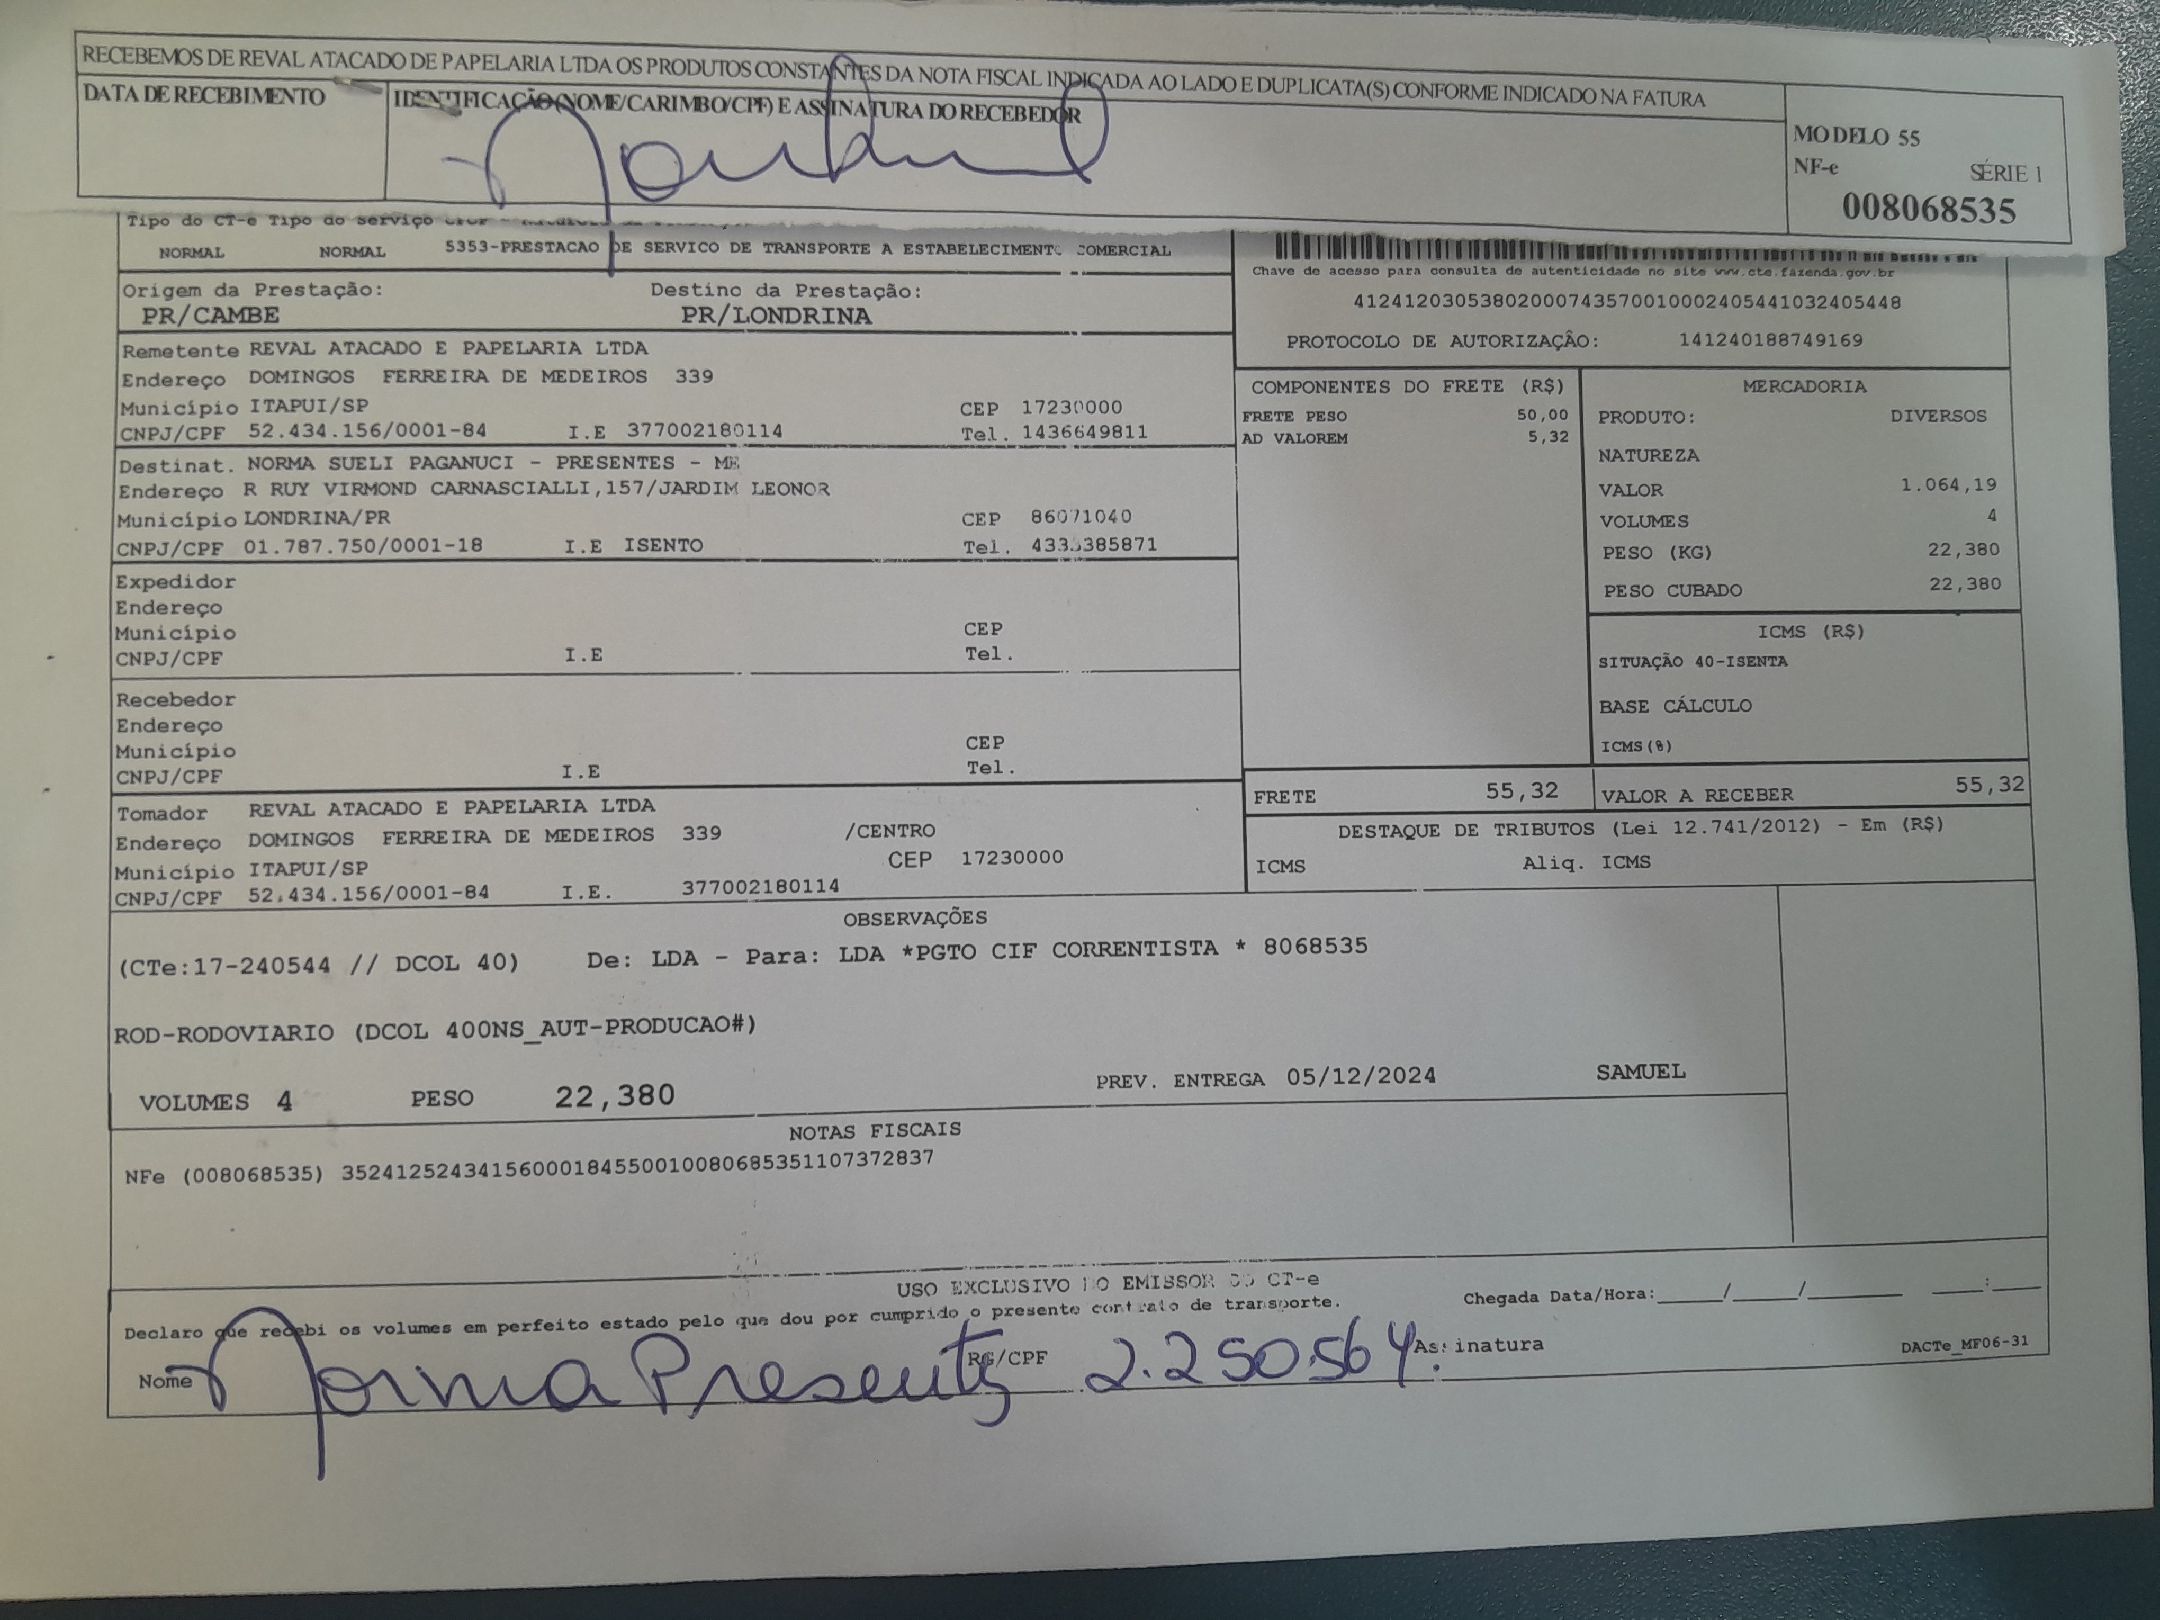 RECEBEMOS DE REVAL ATACADO DE PAPELARIA LTDA OS PRODUTOS CONSTANTES DA NOTA FISCAL INDICADA AO LADO E DUPLICATA(S) CONFORME INDICADO NA FATURA
DATA DE RECEBIMENTO
IDENTIFICAÇÃO (NOME/CARIMBO/CPF) E ASSINATURA DO RECEBEDOR
MODELO 55
NF-e SÉRIE 1
008068535
Tipo do CT-e Tipo do serviço
NORMAL NORMAL 5353-PRESTACAO DE SERVICO DE TRANSPORTE A ESTABELECIMENTO COMERCIAL
Chave de acesso para consulta de autenticidade no site www.cte.fazenda.gov.br
41241203053802000743570010002405441032405448
PROTOCOLO DE AUTORIZAÇÃO: 141240188749169
Origem da Prestação: Destino da Prestação:
PR/CAMBE PR/LONDRINA
Remetente REVAL ATACADO E PAPELARIA LTDA
Endereço DOMINGOS FERREIRA DE MEDEIROS 339
Município ITAPUI/SP CEP 17230000
CNPJ/CPF 52.434.156/0001-84 I.E 377002180114 Tel. 1436649811
Destinat. NORMA SUELI PAGANUCI - PRESENTES - ME
Endereço R RUY VIRMOND CARNASCIALLI,157/JARDIM LEONOR
Município LONDRINA/PR CEP 86071040
CNPJ/CPF 01.787.750/0001-18 I.E ISENTO Tel.
Expedidor
Endereço
Município CEP
CNPJ/CPF I.E Tel.
Recebedor
Endereço
Município CEP
CNPJ/CPF I.E Tel.
Tomador REVAL ATACADO E PAPELARIA LTDA
Endereço DOMINGOS FERREIRA DE MEDEIROS 339 /CENTRO
Município ITAPUI/SP CEP 17230000
CNPJ/CPF 52.434.156/0001-84 I.E. 377002180114
COMPONENTES DO FRETE (R$)
FRETE PESO 50,00
AD VALOREM 5,32
MERCADORIA
PRODUTO: DIVERSOS
NATUREZA
VALOR 1.064,19
VOLUMES 4
PESO (KG) 22,380
PESO CUBADO 22,380
ICMS (R$)
SITUAÇÃO 40-ISENTA
BASE CÁLCULO
ICMS(%)
FRETE 55,32 VALOR A RECEBER 55,32
DESTAQUE DE TRIBUTOS (Lei 12.741/2012) - Em (R$)
ICMS Aliq. ICMS
OBSERVAÇÕES
(CTe:17-240544 // DCOL 40) De: LDA - Para: LDA *PGTO CIF CORRENTISTA * 8068535
ROD-RODOVIARIO (DCOL 400NS_AUT-PRODUCAO#)
VOLUMES 4 PESO 22,380 PREV. ENTREGA 05/12/2024 SAMUEL
NOTAS FISCAIS
NFe (008068535) 35241252434156000184550010080685351107372837
USO EXCLUSIVO DO EMISSOR DO CT-e
Declaro que recebi os volumes em perfeito estado pelo que dou por cumprido o presente contrato de transporte.
Chegada Data/Hora:_____/_____/_______ ____:____
Nome Norma Presentes RG/CPF 2.250.564. Assinatura
DACTe_MF06-31